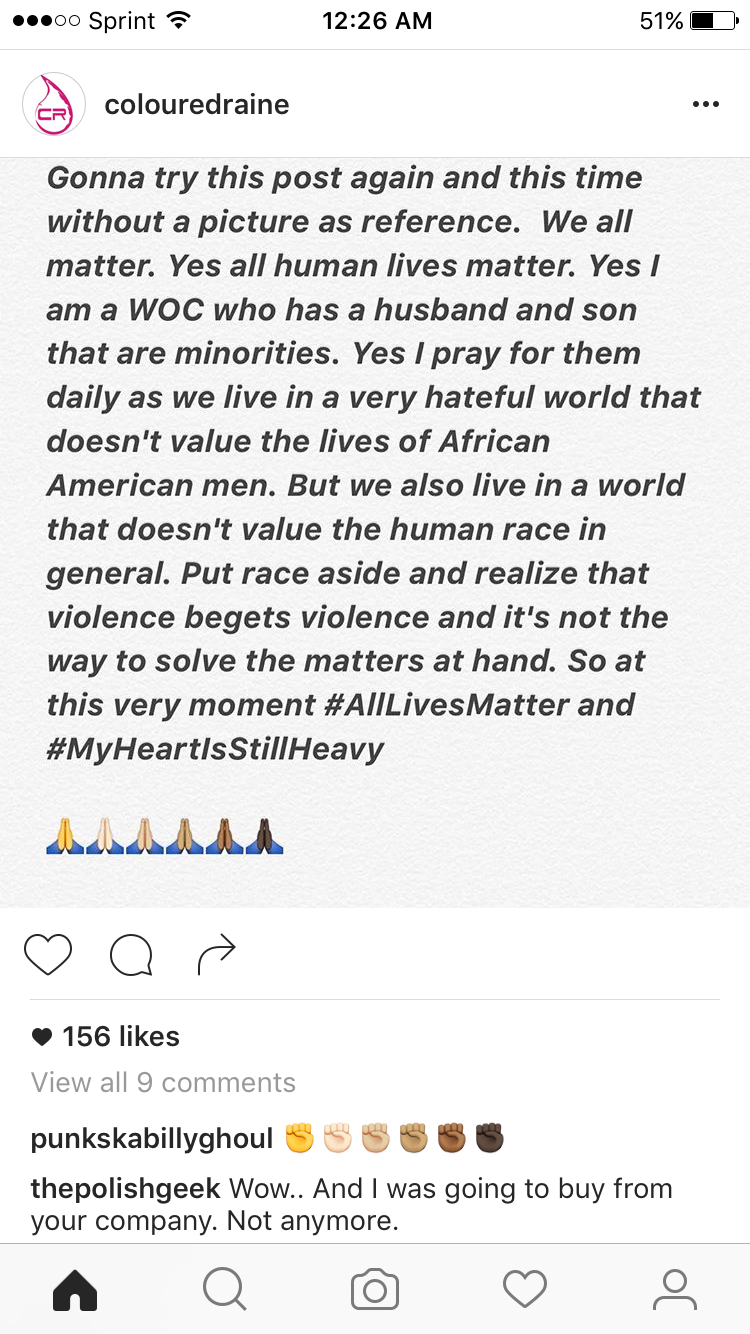 Sprint 12:26 AM 51%
CR colouredraine
Gonna try this post again and this time
without a picture as reference.  We all
matter. Yes all human lives matter. Yes I
am a WOC who has a husband and son
that are minorities. Yes I pray for them
daily as we live in a very hateful world that
doesn't value the lives of African
American men. But we also live in a world
that doesn't value the human race in
general. Put race aside and realize that
violence begets violence and it's not the
way to solve the matters at hand. So at
this very moment #AllLivesMatter and
#MyHeartIsStillHeavy
🙏🙏🏻🙏🏼🙏🏽🙏🏾🙏🏿
156 likes
View all 9 comments
punkskabillyghoul ✊✊🏻✊🏼✊🏽✊🏾✊🏿
thepolishgeek Wow.. And I was going to buy from
your company. Not anymore.